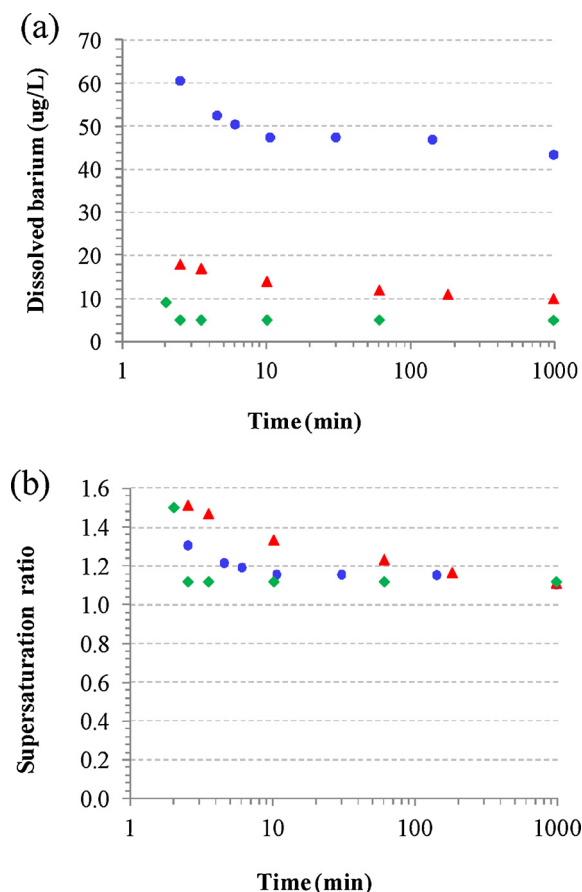 (a)
70
60
50
40
30
20
10
0
Dissolved barium (ug/L)
1 10 100 1000
Time (min)
(b)
1.6
1.4
1.2
1.0
0.8
0.6
0.4
0.2
0.0
Supersaturation ratio
1 10 100 1000
Time (min)